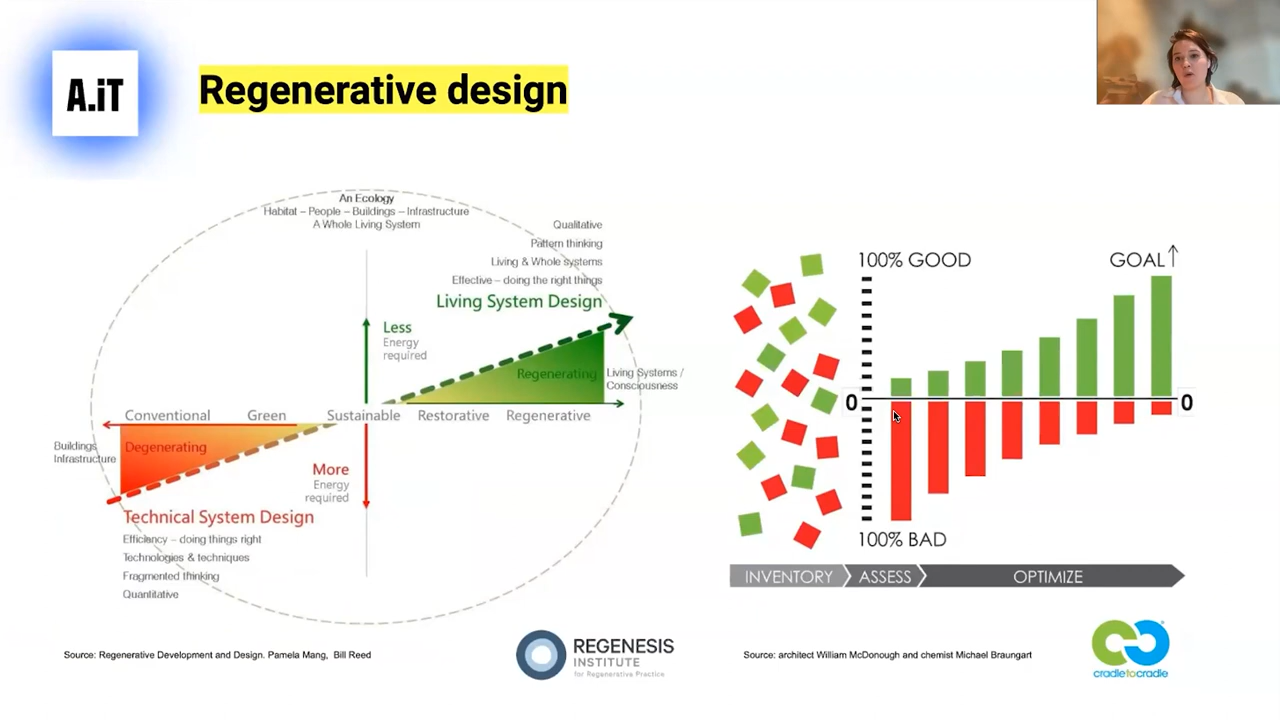 A.iT
Regenerative design
An Ecology
Habitat – People – Buildings – Infrastructure
A Whole Living System
Qualitative
Pattern thinking
Living & Whole systems
Effective – doing the right things
Living System Design
Less
Energy
required
Regenerating
Living Systems /
Consciousness
Conventional
Green
Sustainable
Restorative
Regenerative
Buildings
Infrastructure
Degenerating
More
Energy
required
Technical System Design
Efficiency – doing things right
Technologies & techniques
Fragmented thinking
Quantitative
Source: Regenerative Development and Design. Pamela Mang, Bill Reed
REGENESIS
INSTITUTE
for Regenerative Practice
100% GOOD
GOAL↑
0
0
100% BAD
INVENTORY
ASSESS
OPTIMIZE
Source: architect William McDonough and chemist Michael Braungart
cradletocradle